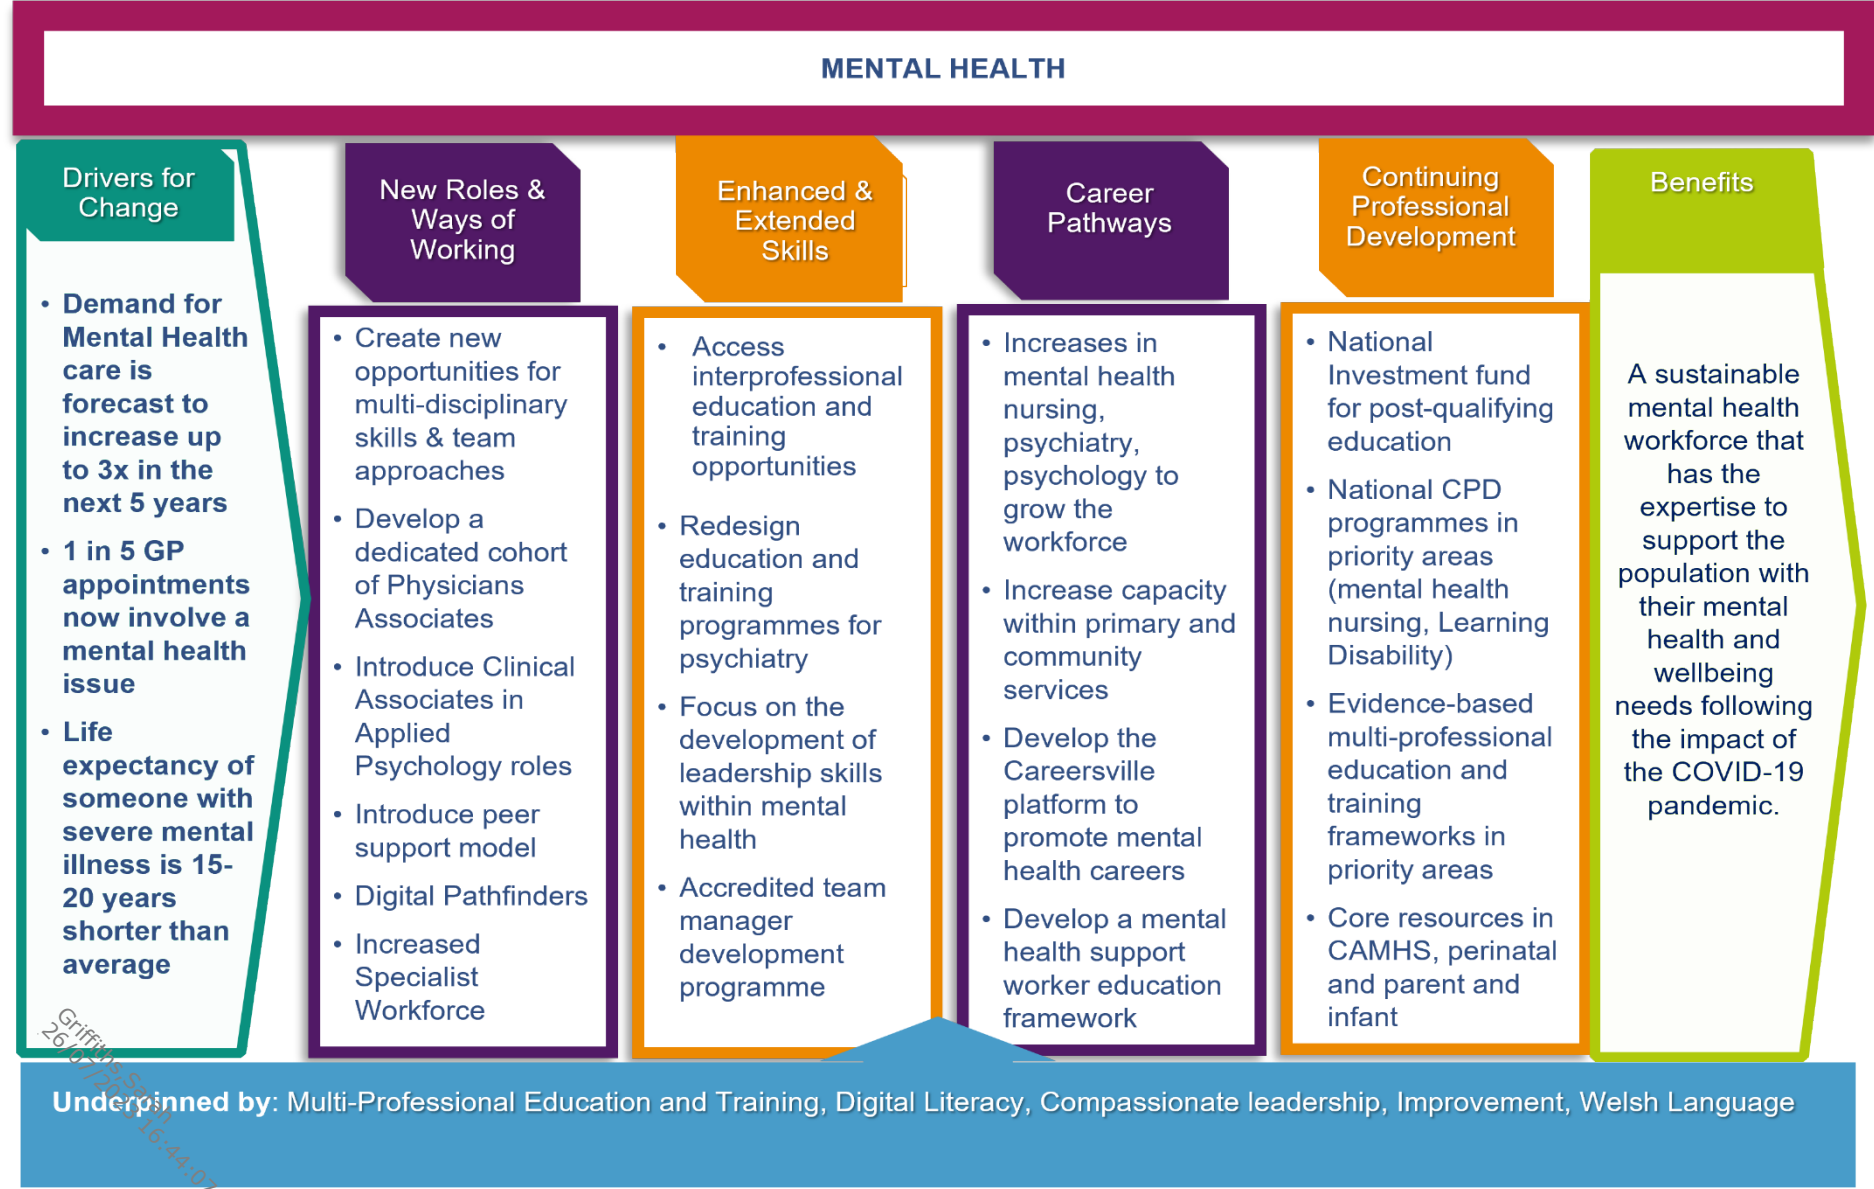 MENTAL HEALTH
Drivers for
Change
• Demand for
Mental Health
care is
forecast to
increase up
to 3x in the
next 5 years
• 1 in 5 GP
appointments
now involve a
mental health
issue
• Life
expectancy of
someone with
severe mental
illness is 15-
20 years
shorter than
average
New Roles &
Ways of
Working
• Create new
opportunities for
multi-disciplinary
skills & team
approaches
• Develop a
dedicated cohort
of Physicians
Associates
• Introduce Clinical
Associates in
Applied
Psychology roles
• Introduce peer
support model
• Digital Pathfinders
• Increased
Specialist
Workforce
Enhanced &
Extended
Skills
• Access
interprofessional
education and
training
opportunities
• Redesign
education and
training
programmes for
psychiatry
• Focus on the
development of
leadership skills
within mental
health
• Accredited team
manager
development
programme
Career
Pathways
• Increases in
mental health
nursing,
psychiatry,
psychology to
grow the
workforce
• Increase capacity
within primary and
community
services
• Develop the
Careersville
platform to
promote mental
health careers
• Develop a mental
health support
worker education
framework
Continuing
Professional
Development
• National
Investment fund
for post-qualifying
education
• National CPD
programmes in
priority areas
(mental health
nursing, Learning
Disability)
• Evidence-based
multi-professional
education and
training
frameworks in
priority areas
• Core resources in
CAMHS, perinatal
and parent and
infant
Benefits
A sustainable
mental health
workforce that
has the
expertise to
support the
population with
their mental
health and
wellbeing
needs following
the impact of
the COVID-19
pandemic.
Underpinned by: Multi-Professional Education and Training, Digital Literacy, Compassionate leadership, Improvement, Welsh Language
Griffiths, Sarah
16:44:07